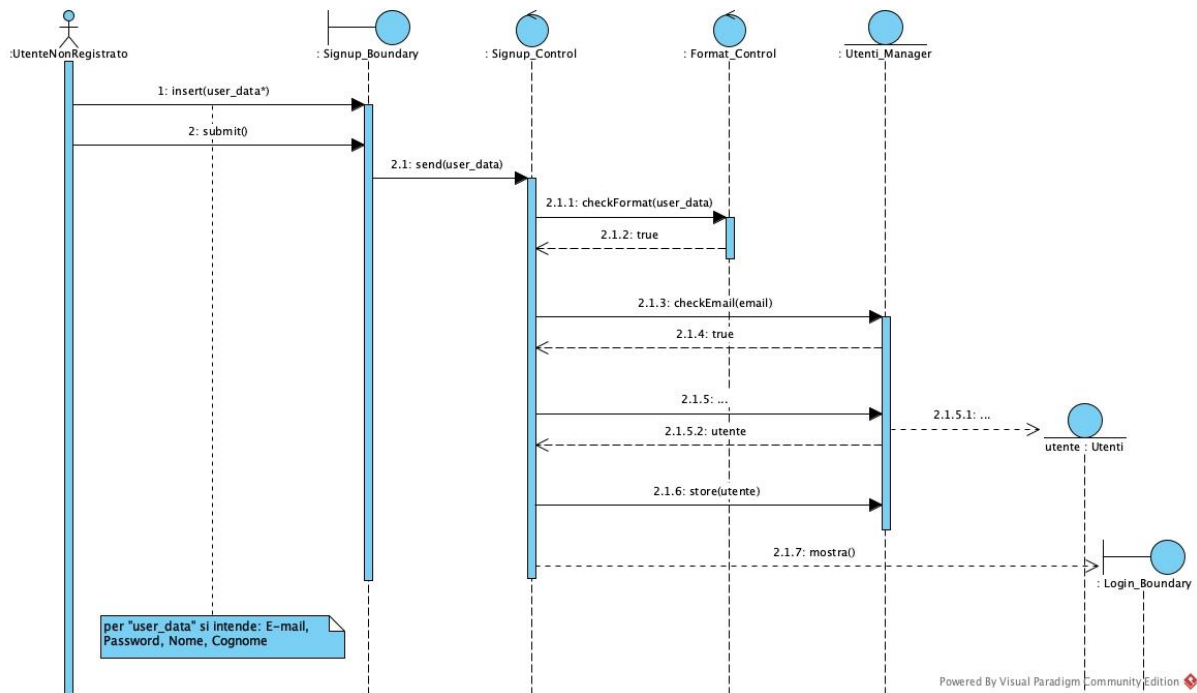 :UtenteNonRegistrato
: Signup_Boundary
: Signup_Control
: Format_Control
: Utenti_Manager
1: insert(user_data*)
2: submit()
2.1: send(user_data)
2.1.1: checkFormat(user_data)
2.1.2: true
2.1.3: checkEmail(email)
2.1.4: true
2.1.5: ...
2.1.5.1: ...
2.1.5.2: utente
utente : Utenti
2.1.6: store(utente)
2.1.7: mostra()
: Login_Boundary
per "user_data" si intende: E-mail,
Password, Nome, Cognome
Powered By Visual Paradigm Community Edition